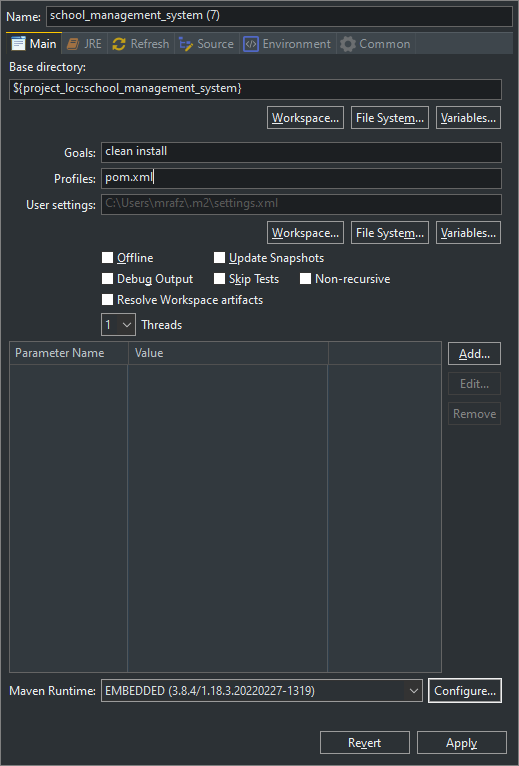 Name: school_management_system (7)
Main JRE Refresh Source Environment Common
Base directory:
${project_loc:school_management_system}
Workspace... File System... Variables...
Goals: clean install
Profiles: pom.xml
User settings: C:\Users\mrafz\.m2\settings.xml
Workspace... File System... Variables...
Offline Update Snapshots
Debug Output Skip Tests Non-recursive
Resolve Workspace artifacts
1 Threads
Parameter Name Value Add...
Edit...
Remove
Maven Runtime: EMBEDDED (3.8.4/1.18.3.20220227-1319) Configure...
Revert Apply